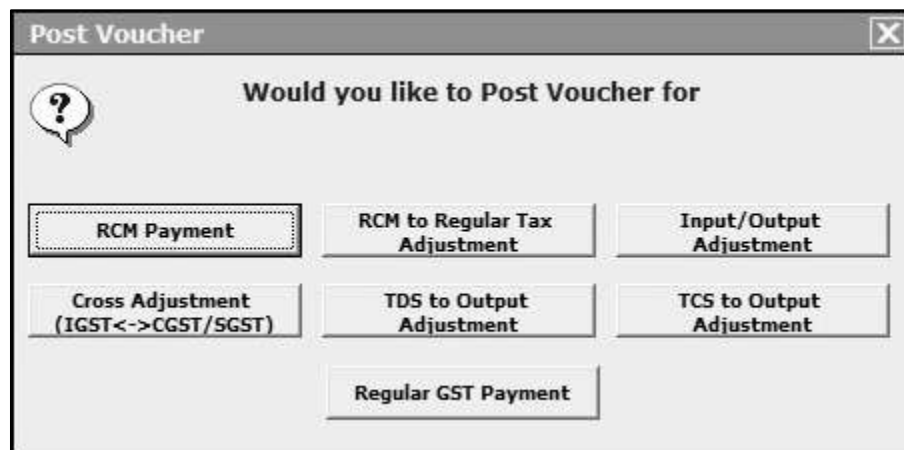 Post Voucher
Would you like to Post Voucher for
RCM Payment
RCM to Regular Tax
Adjustment
Input/Output
Adjustment
Cross Adjustment
(IGST<->CGST/SGST)
TDS to Output
Adjustment
TCS to Output
Adjustment
Regular GST Payment